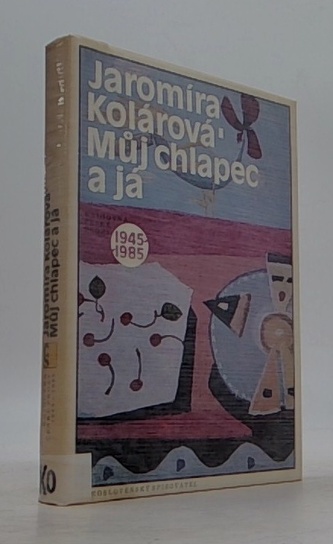 Jaromíra
Kolárová·
Můj chlapec
a já
1945-
-1985
ČESKOSLOVENSKÝ SPISOVATEL
Jaromíra Kolárová
Můj chlapec a já
KO